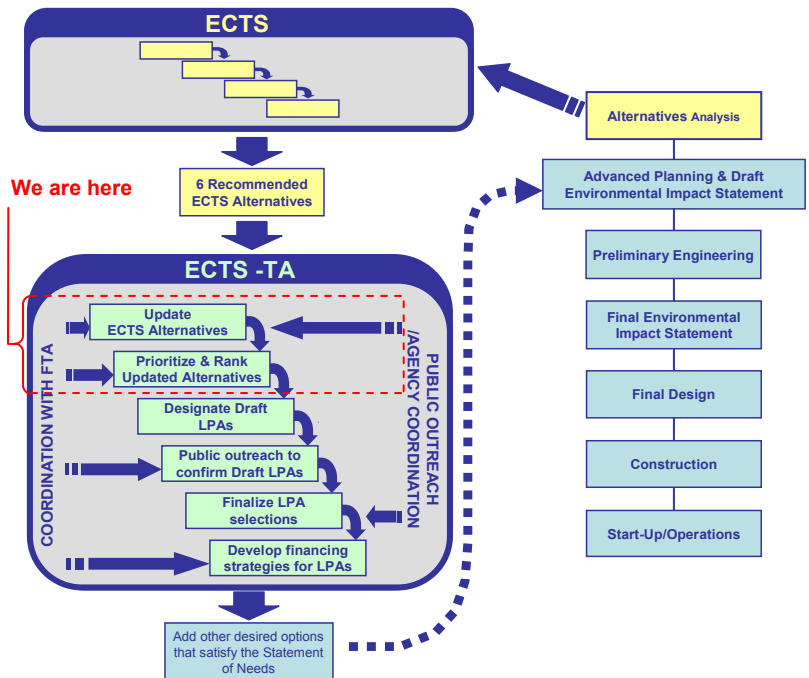 ECTS
6 Recommended
ECTS Alternatives
We are here
ECTS -TA
Update
ECTS Alternatives
Prioritize & Rank
Updated Alternatives
Designate Draft
LPAs
Public outreach to
confirm Draft LPAs
Finalize LPA
selections
Develop financing
strategies for LPAs
COORDINATION WITH FTA
PUBLIC OUTREACH
/AGENCY COORDINATION
Add other desired options
that satisfy the Statement
of Needs
Alternatives Analysis
Advanced Planning & Draft
Environmental Impact Statement
Preliminary Engineering
Final Environmental
Impact Statement
Final Design
Construction
Start-Up/Operations